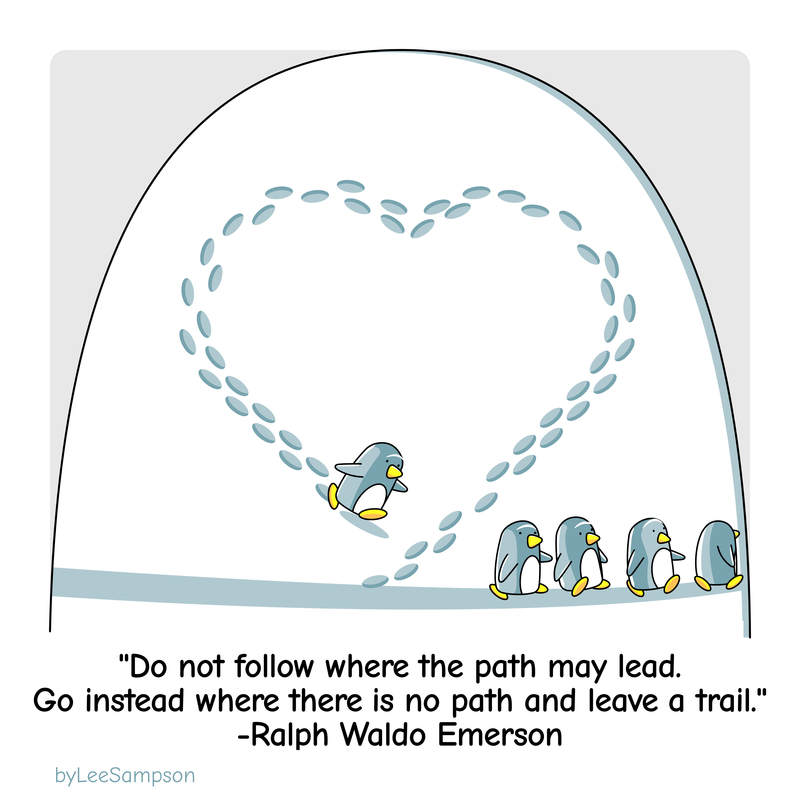 "Do not follow where the path may lead.
Go instead where there is no path and leave a trail."
-Ralph Waldo Emerson
byLeeSampson